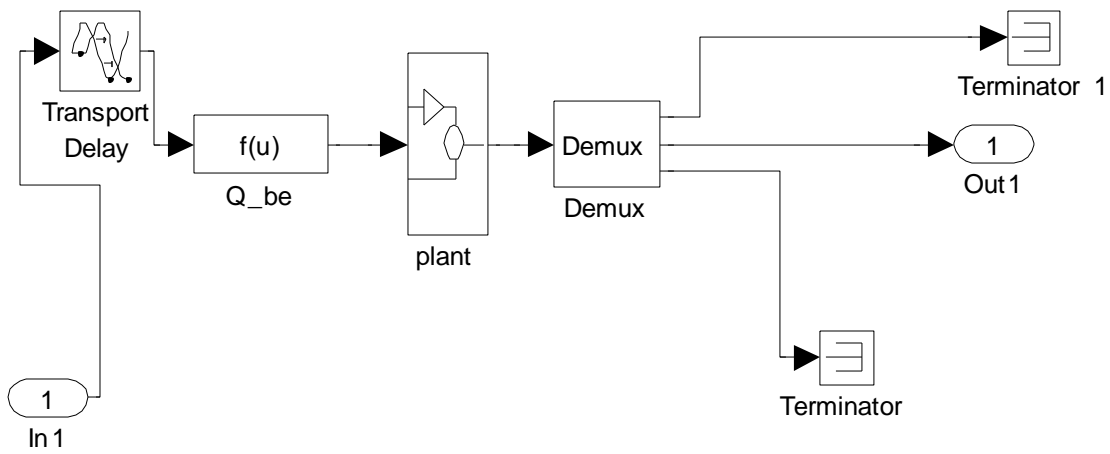 Transport
Delay
f(u)
Q_be
plant
Demux
Demux
Terminator 1
1
Out1
Terminator
1
In1